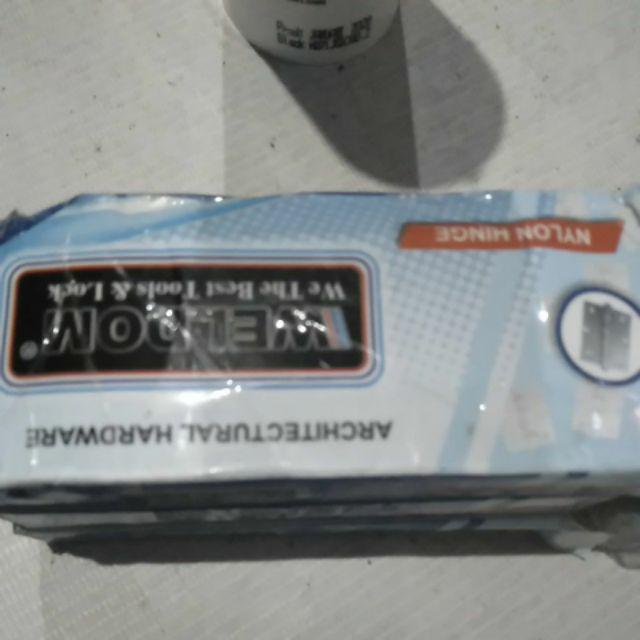 ARCHITECTURAL HARDWARE
WELDOM®
We The Best Tools & Lock
NYLON HINGE